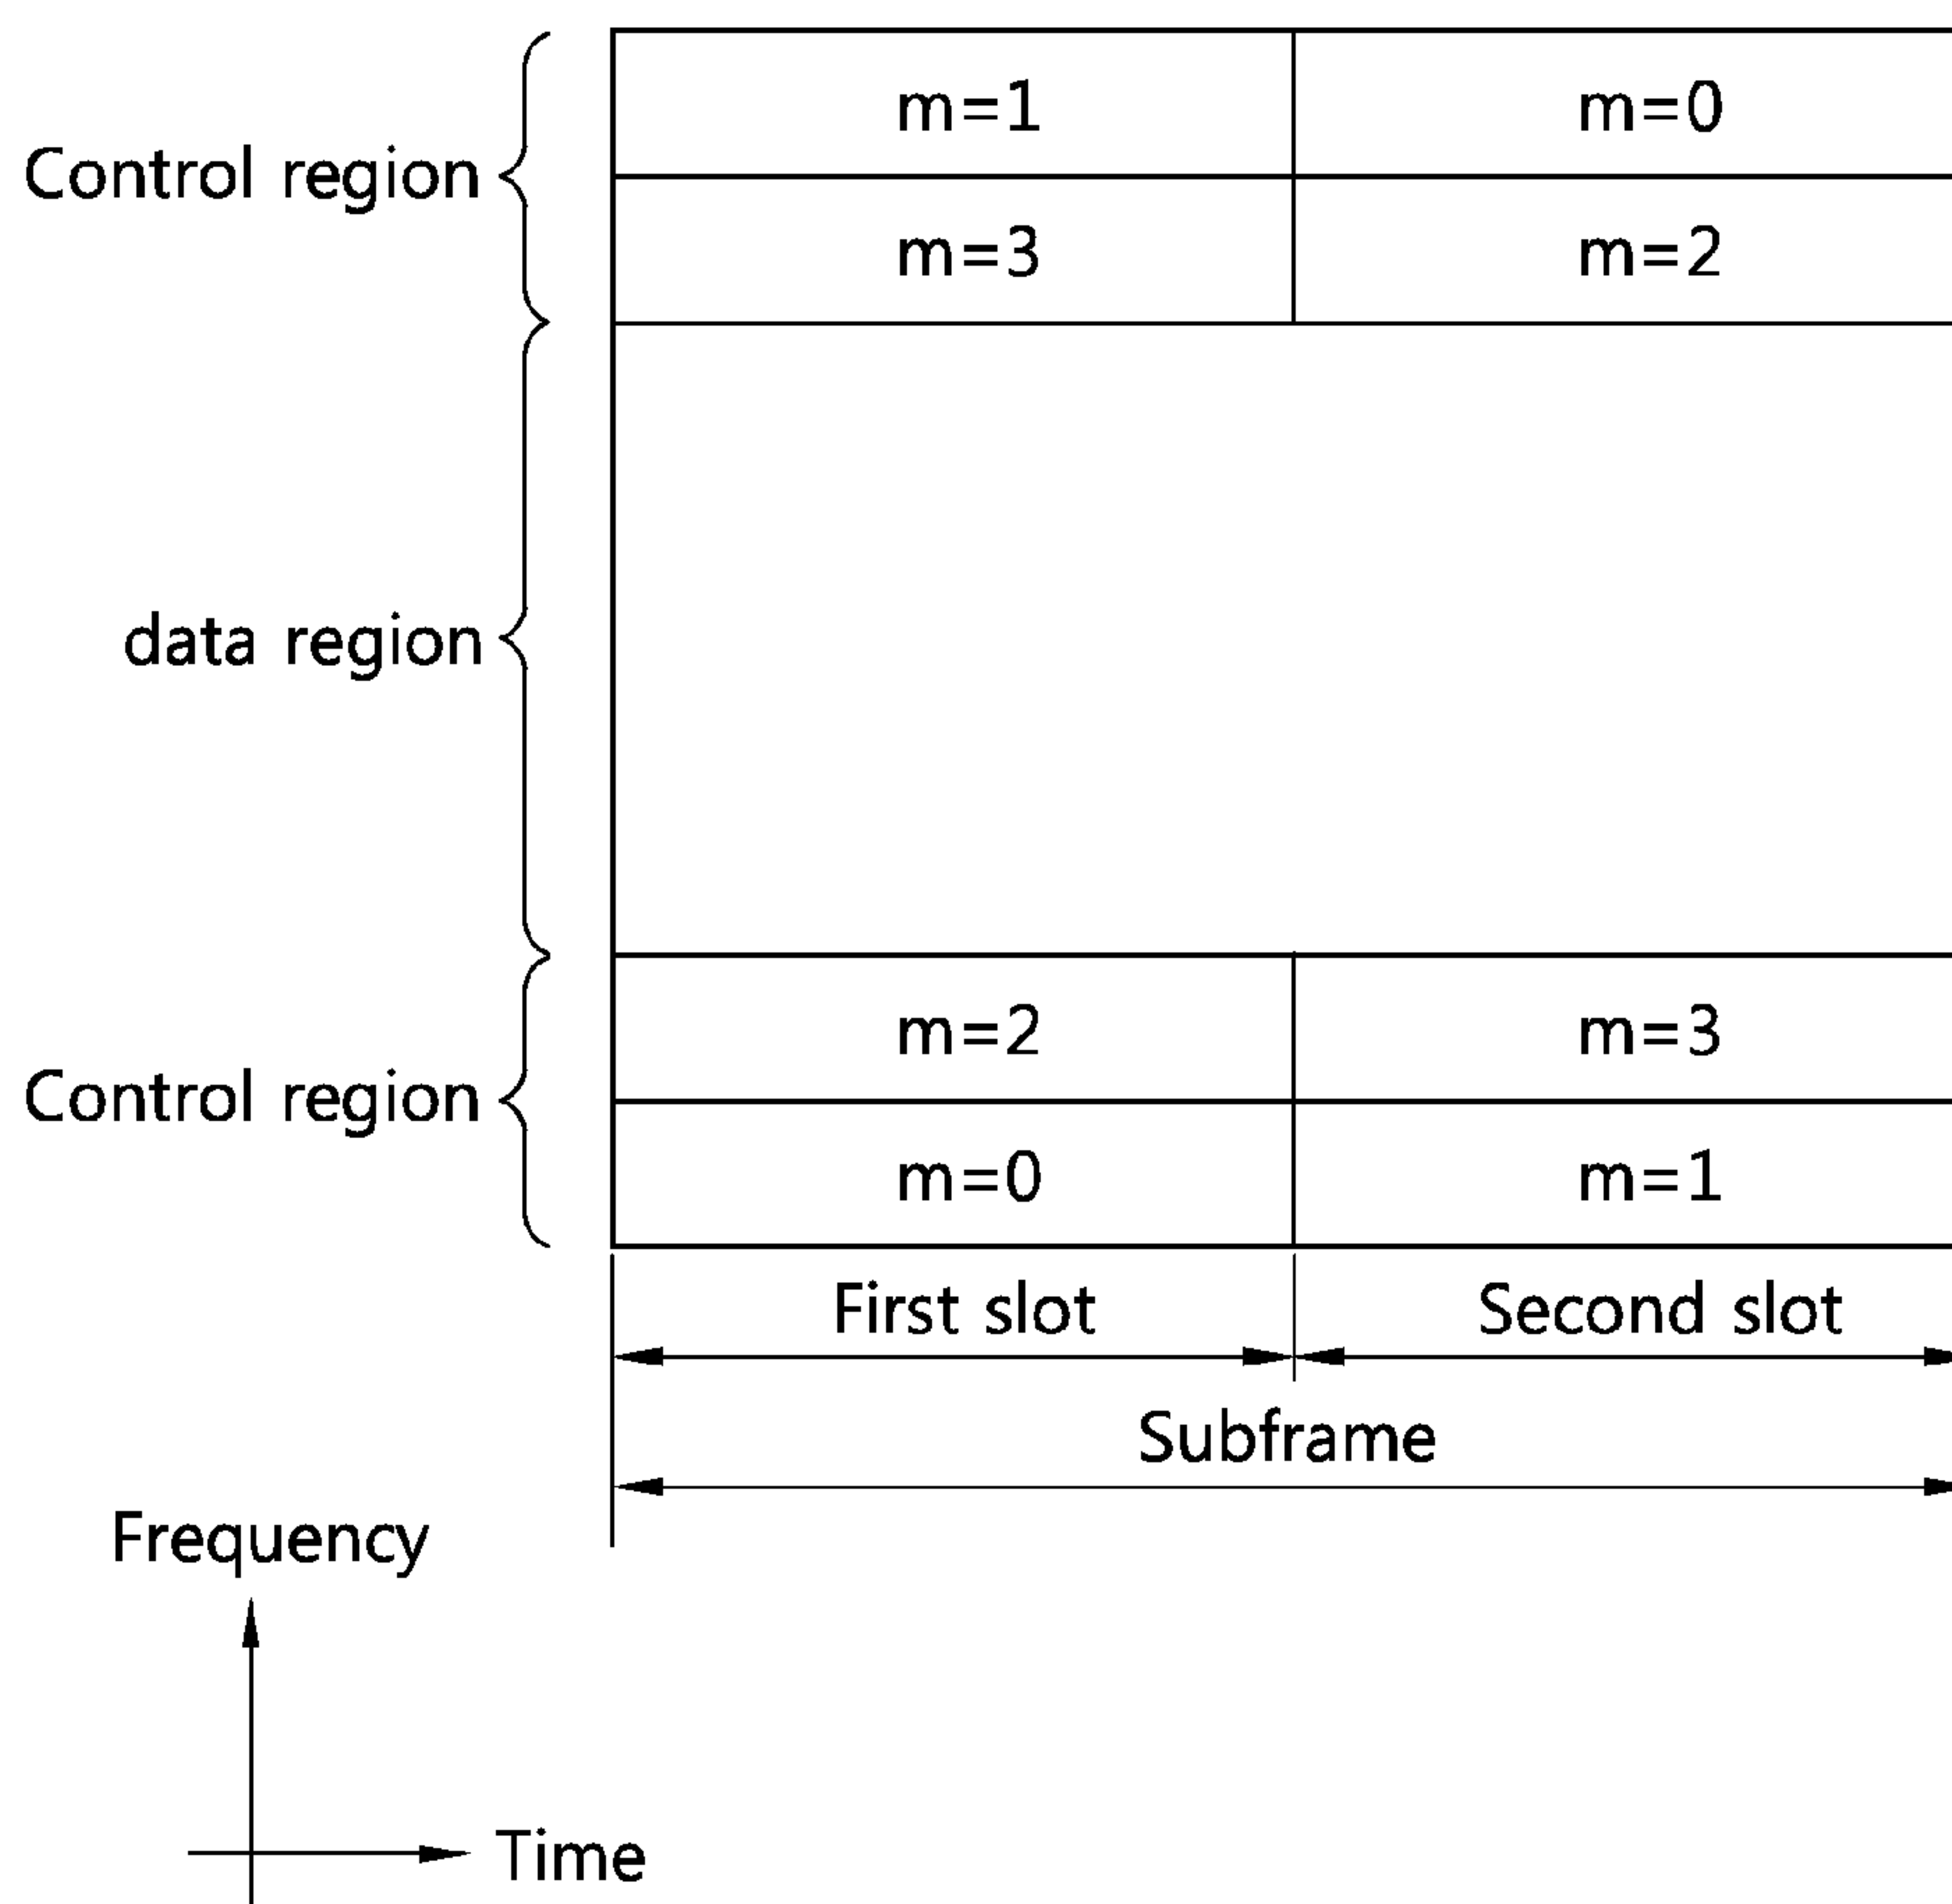 m=1 m=0
Control region
m=3 m=2
data region
m=2 m=3
Control region
m=0 m=1
First slot Second slot
Subframe
Frequency
Time